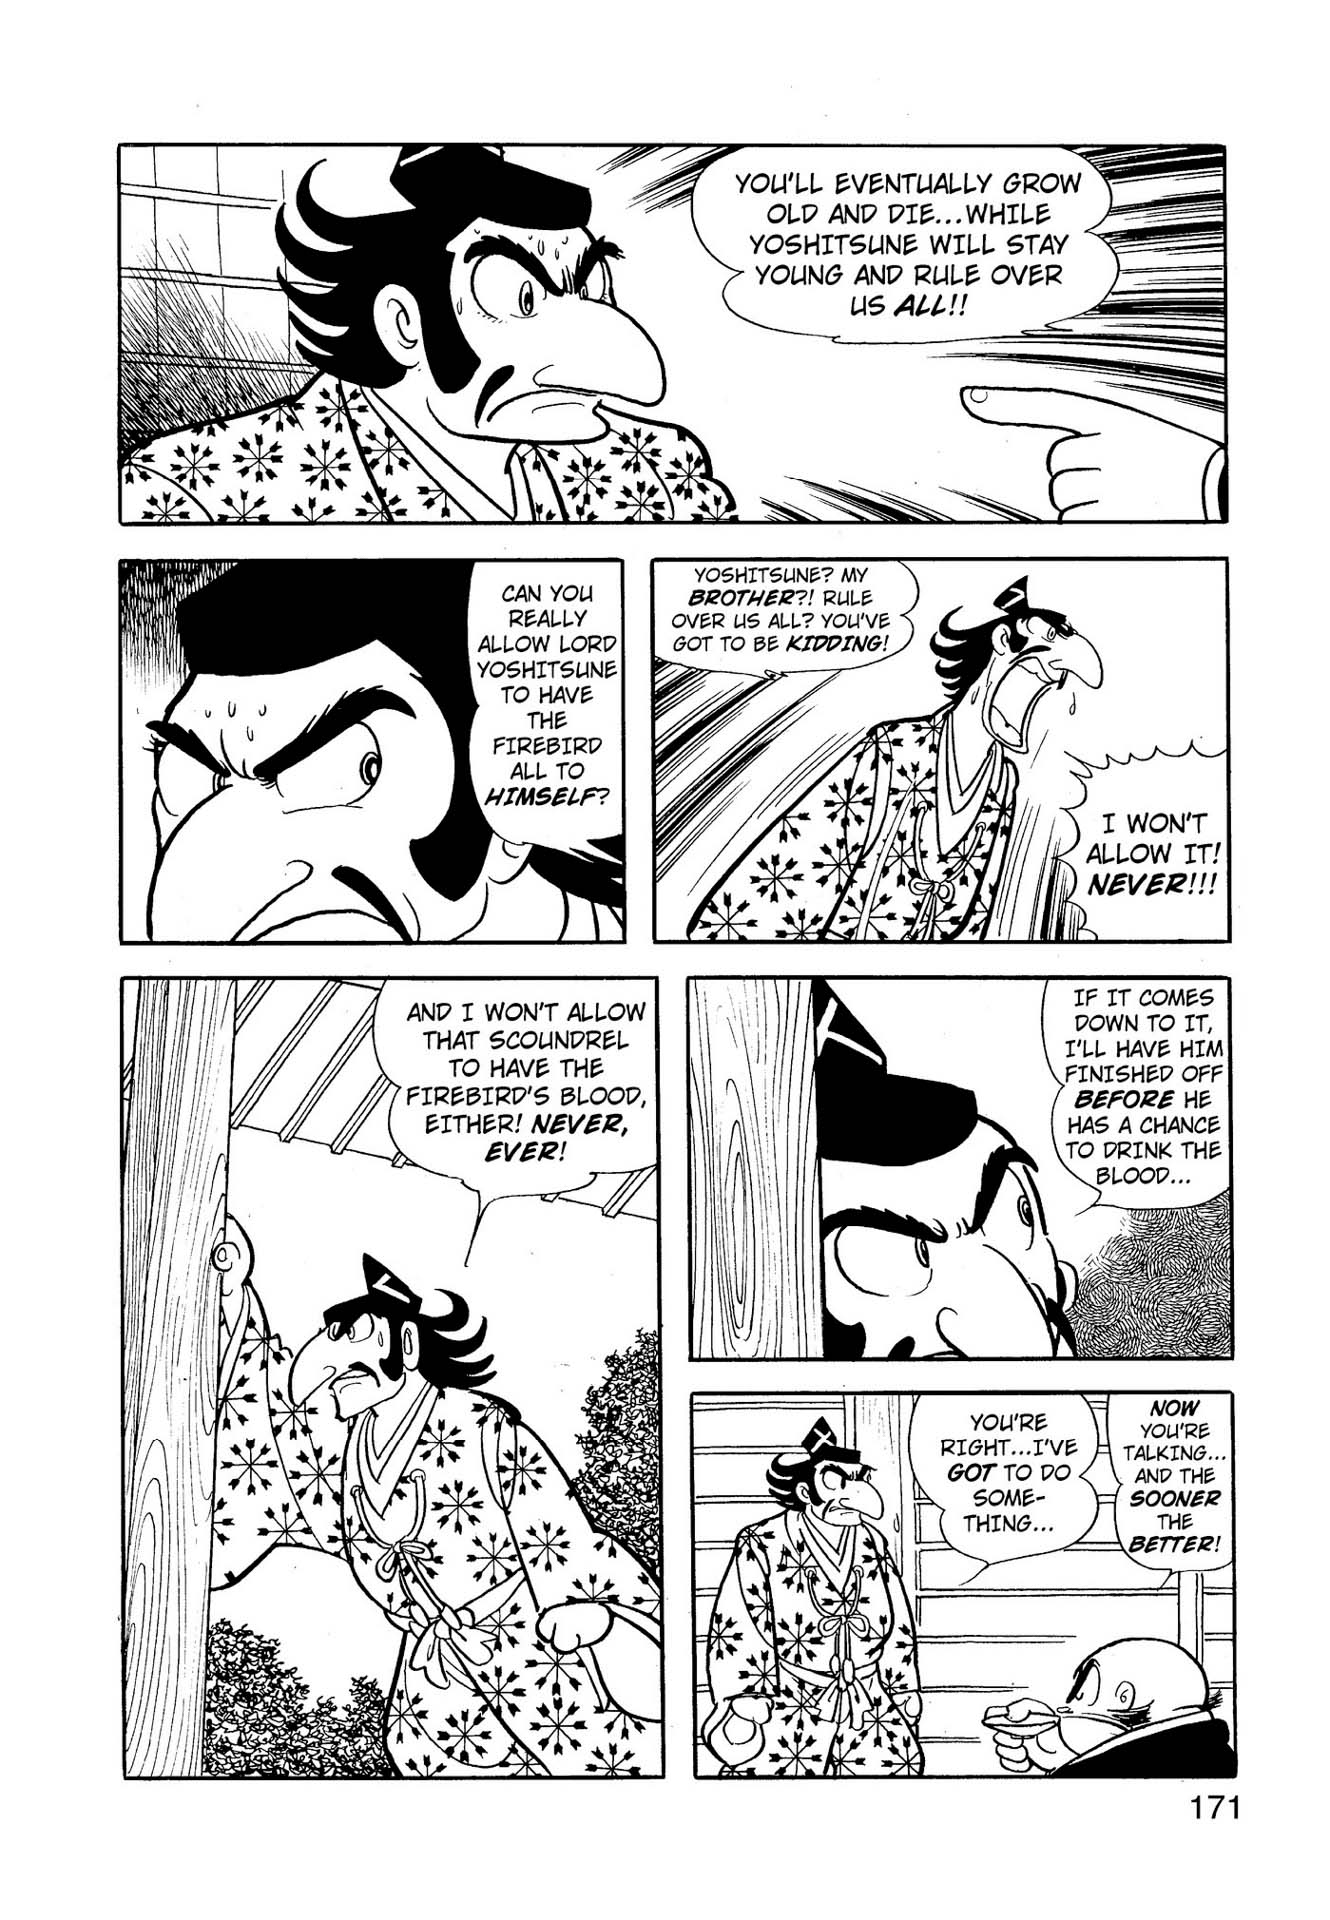 YOU'LL EVENTUALLY GROW
OLD AND DIE...WHILE
YOSHITSUNE WILL STAY
YOUNG AND RULE OVER
US ALL!!
CAN YOU
REALLY
ALLOW LORD
YOSHITSUNE
TO HAVE
THE
FIREBIRD
ALL TO
HIMSELF?
YOSHITSUNE? MY
BROTHER?! RULE
OVER US ALL? YOU'VE
GOT TO BE KIDDING!
I WON'T
ALLOW IT!
NEVER!!!
AND I WON'T ALLOW
THAT SCOUNDREL
TO HAVE THE
FIREBIRD'S BLOOD,
EITHER! NEVER,
EVER!
IF IT COMES
DOWN TO IT,
I'LL HAVE HIM
FINISHED OFF
BEFORE HE
HAS A CHANCE
TO DRINK THE
BLOOD...
YOU'RE
RIGHT...I'VE
GOT TO DO
SOME-
THING...
NOW
YOU'RE
TALKING...
AND THE
SOONER
THE
BETTER!
171